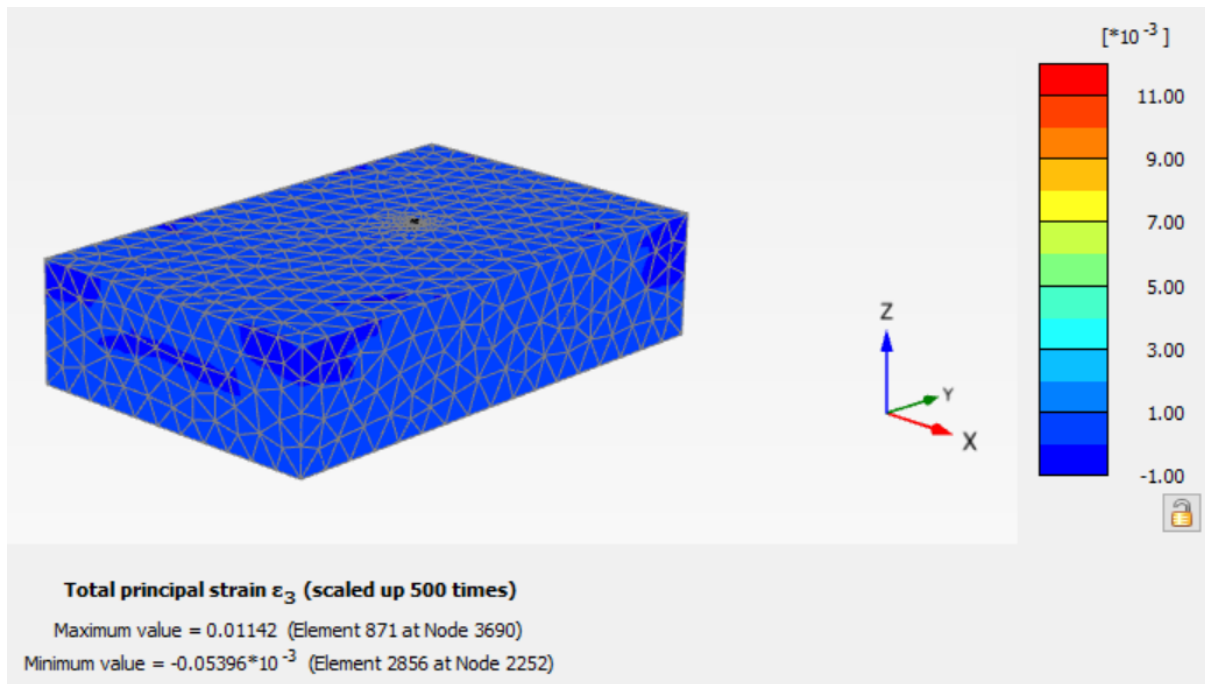 [*10 -3 ]
11.00
9.00
7.00
5.00
3.00
1.00
-1.00
Z
Y
X
Total principal strain ε3 (scaled up 500 times)
Maximum value = 0.01142 (Element 871 at Node 3690)
Minimum value = -0.05396*10 -3 (Element 2856 at Node 2252)